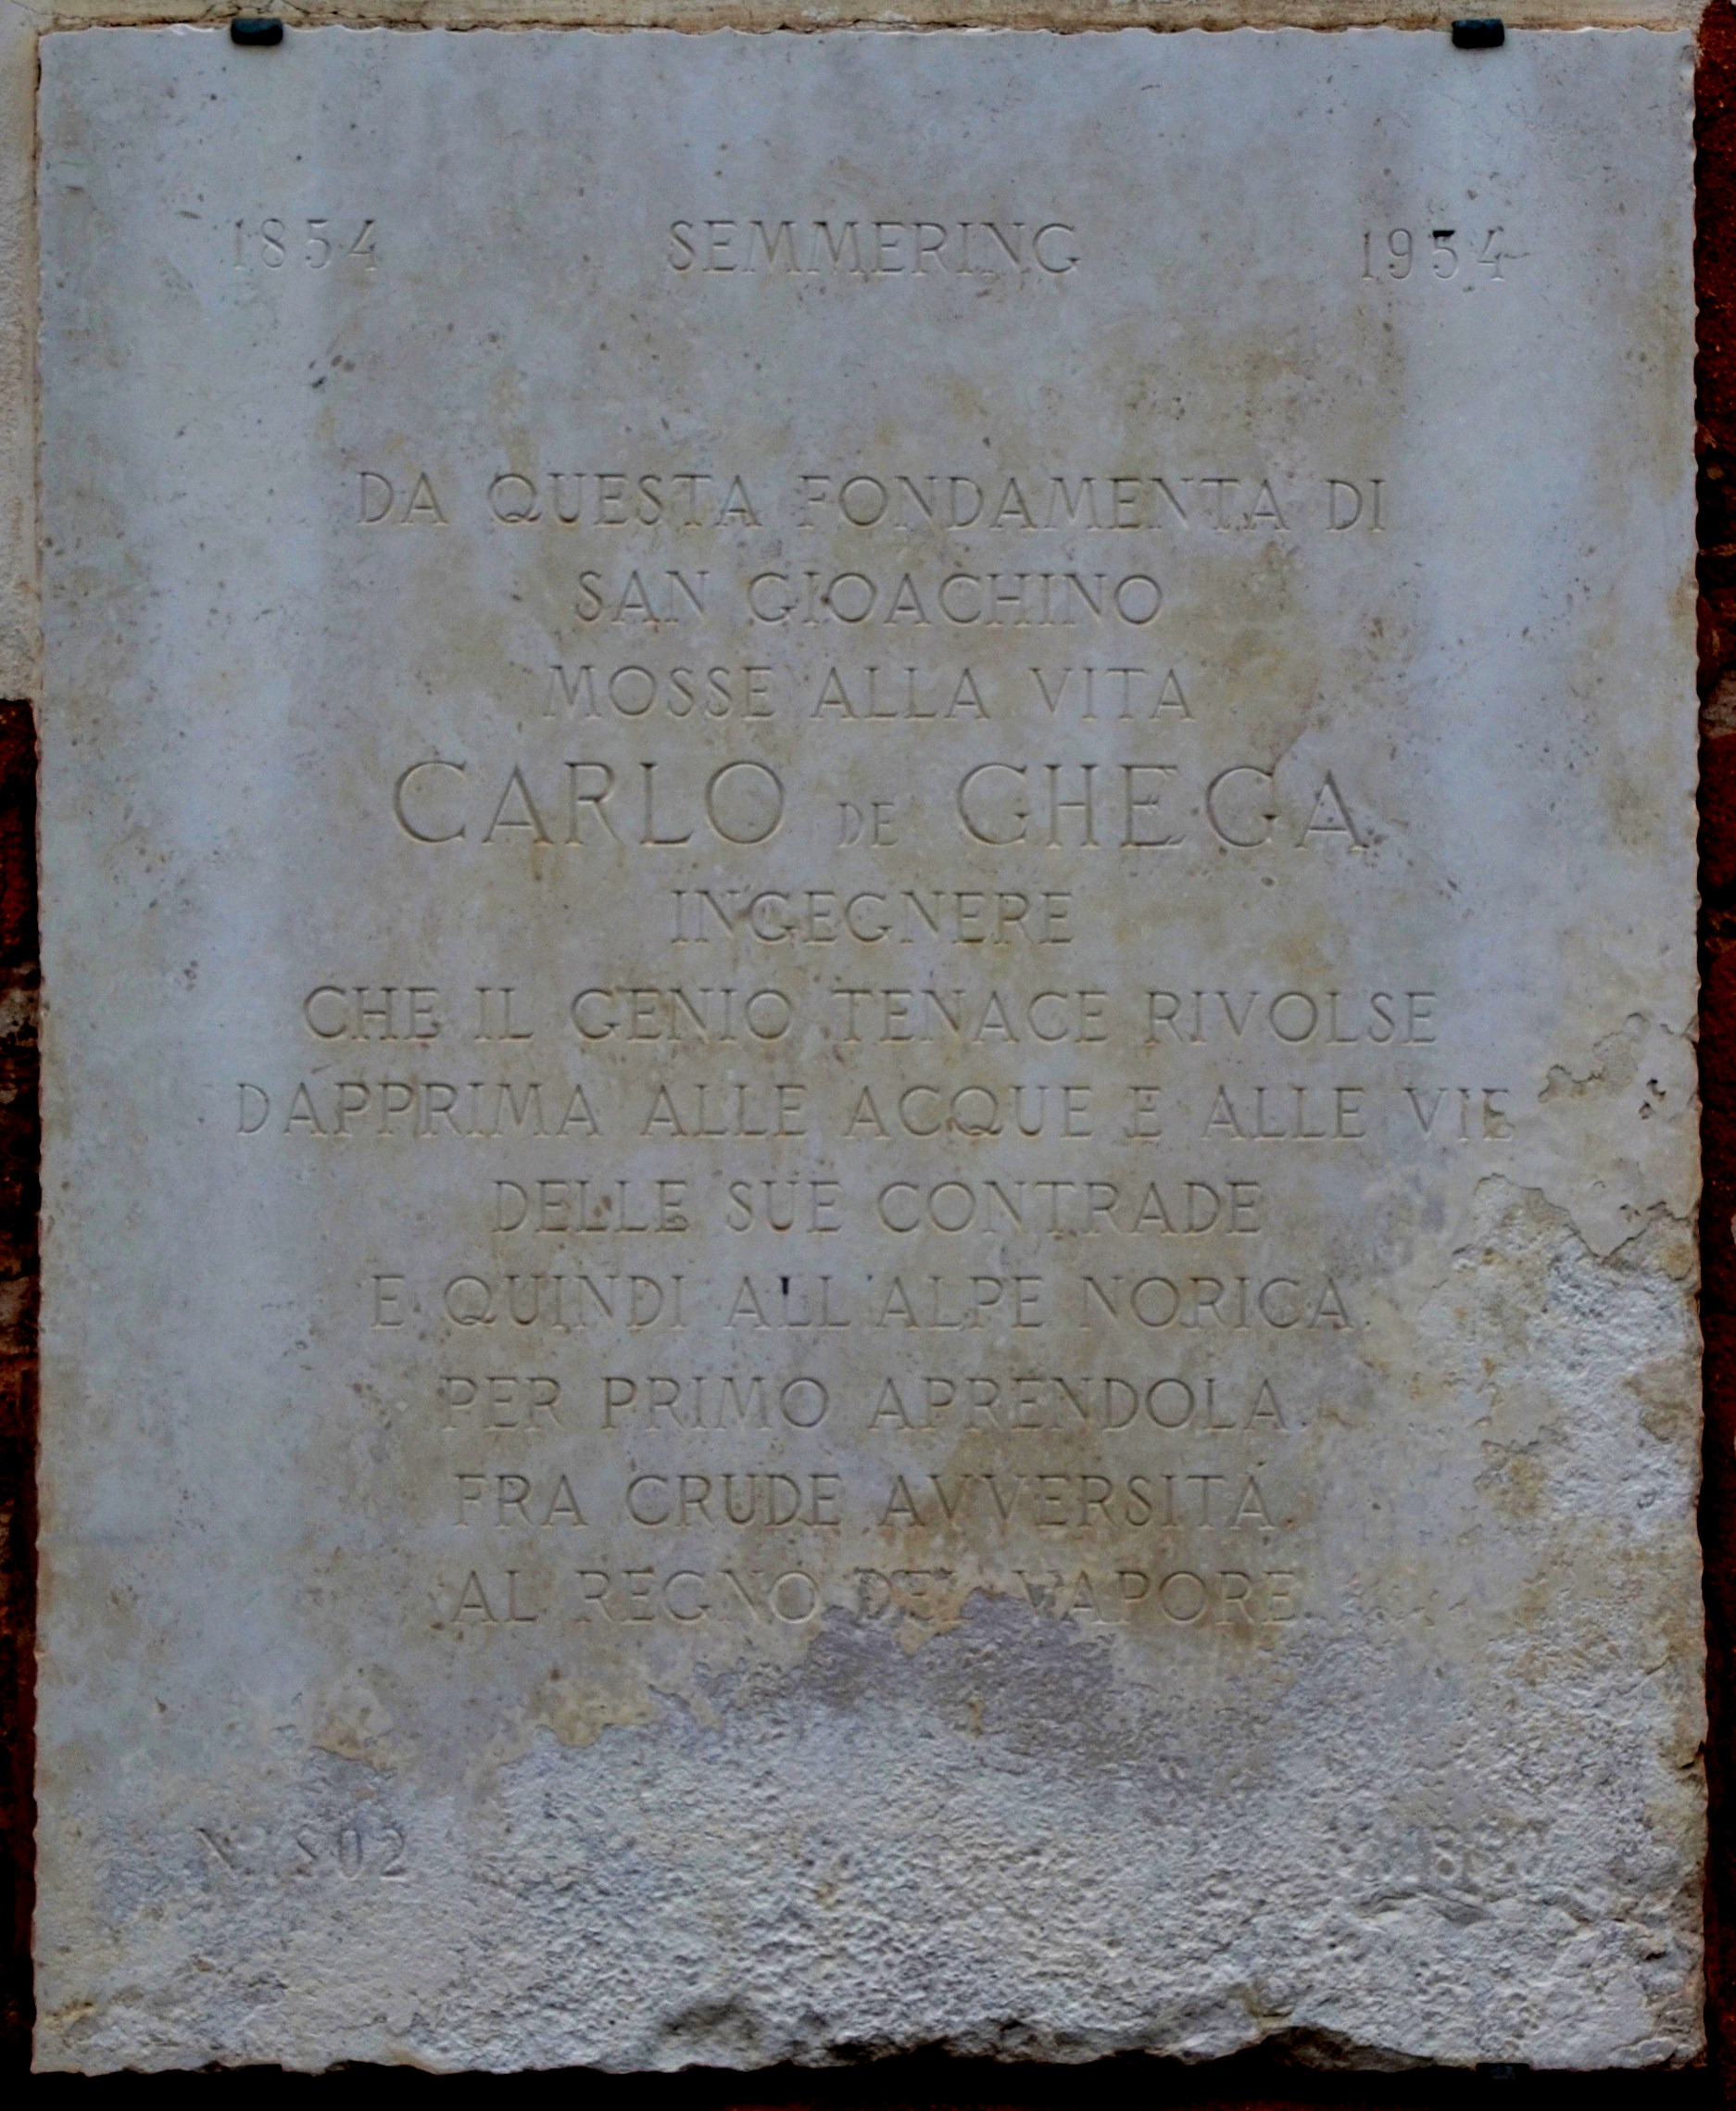 1854 SEMMERING 1954
DA QUESTA FONDAMENTA DI
SAN GIOACHINO
MOSSE ALLA VITA
CARLO DE GHEGA
INGEGNERE
CHE IL GENIO TENACE RIVOLSE
DAPPRIMA ALLE ACQUE E ALLE VIE
DELLE SUE CONTRADE
E QUINDI ALL'ALPE NORICA
PER PRIMO APRENDOLA
FRA CRUDE AVVERSITÁ
AL REGNO DEL VAPORE